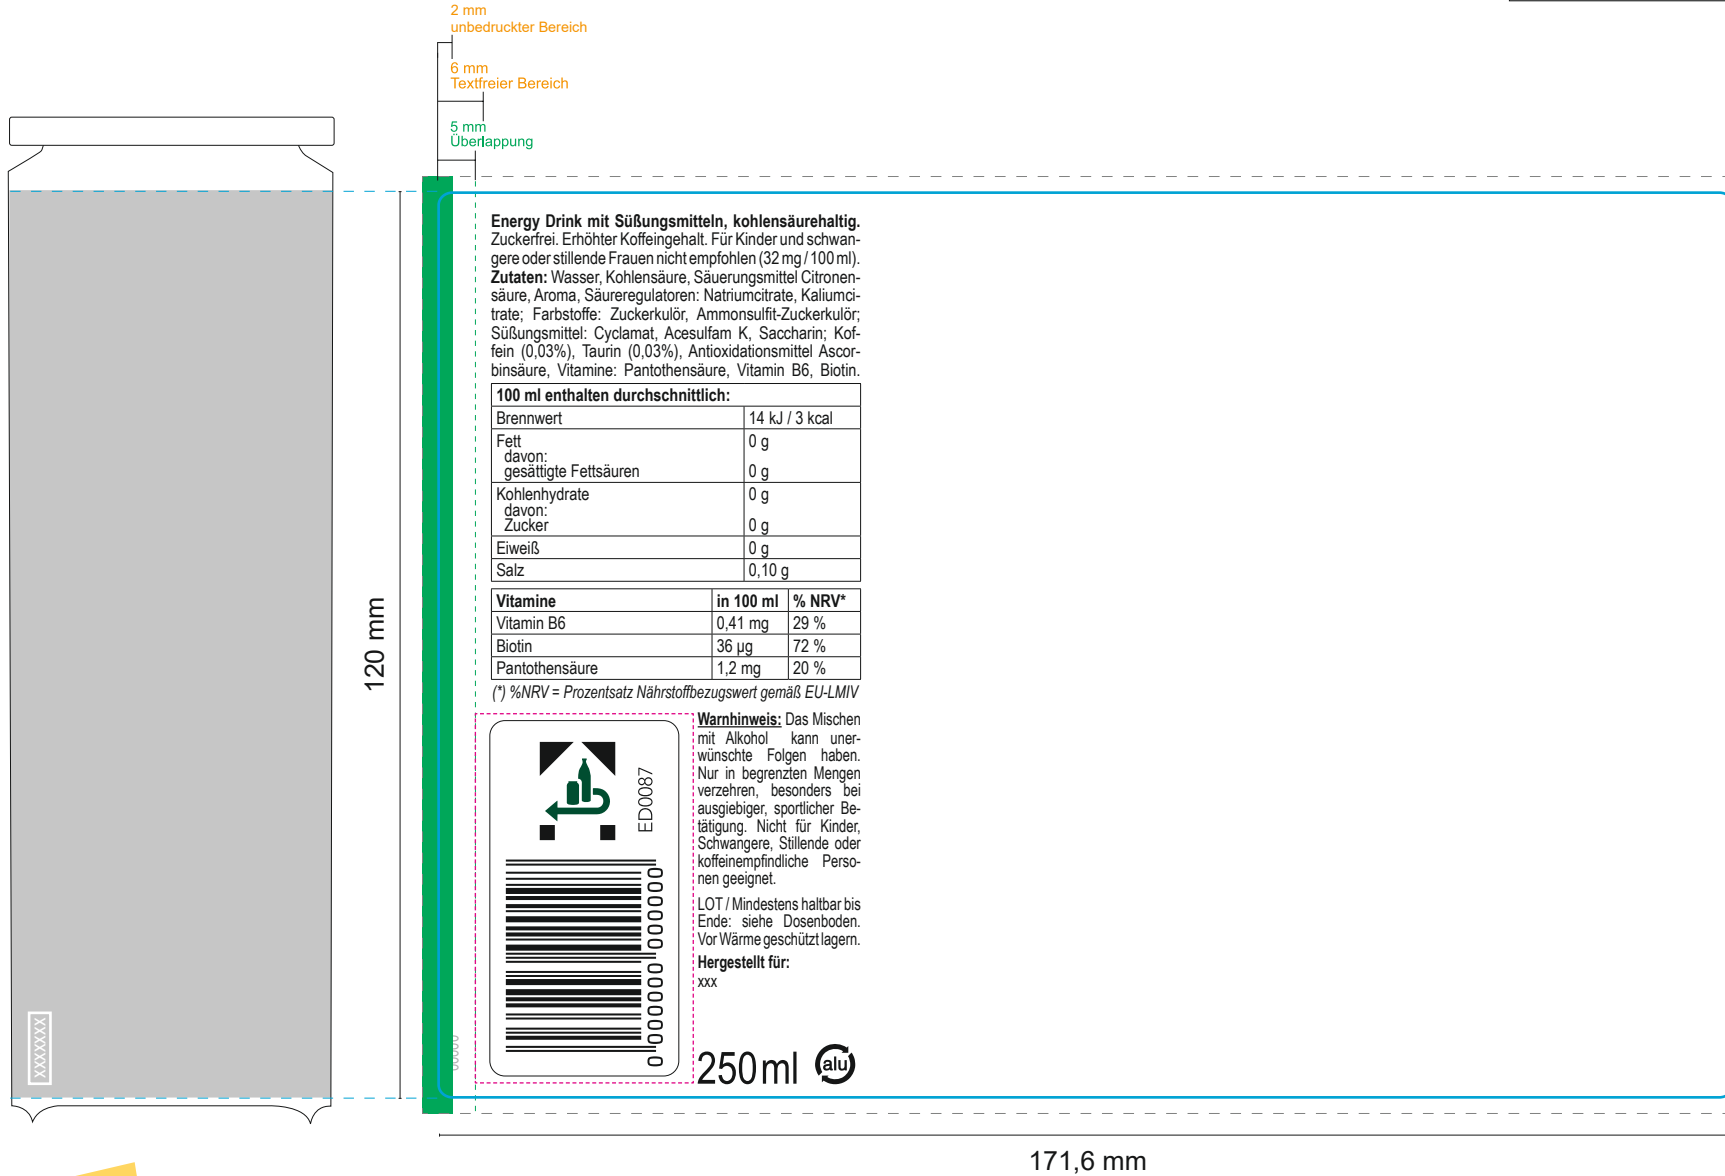 2 mm
unbedruckter Bereich
6 mm
Textfreier Bereich
5 mm
Überlappung
Energy Drink mit Süßungsmitteln, kohlensäurehaltig.
Zuckerfrei. Erhöhter Koffeingehalt. Für Kinder und schwan-
gere oder stillende Frauen nicht empfohlen (32 mg / 100 ml).
Zutaten: Wasser, Kohlensäure, Säuerungsmittel Citronen-
säure, Aroma, Säureregulatoren: Natriumcitrate, Kaliumci-
trate; Farbstoffe: Zuckerkulör, Ammonsulfit-Zuckerkulör;
Süßungsmittel: Cyclamat, Acesulfam K, Saccharin; Kof-
fein (0,03%), Taurin (0,03%), Antioxidationsmittel Ascor-
binsäure, Vitamine: Pantothensäure, Vitamin B6, Biotin.
100 ml enthalten durchschnittlich:
Brennwert 14 kJ / 3 kcal
Fett 0 g
davon:
gesättigte Fettsäuren 0 g
Kohlenhydrate 0 g
davon:
Zucker 0 g
Eiweiß 0 g
Salz 0,10 g
Vitamine in 100 ml % NRV*
Vitamin B6 0,41 mg 29 %
Biotin 36 µg 72 %
Pantothensäure 1,2 mg 20 %
(*) %NRV = Prozentsatz Nährstoffbezugswert gemäß EU-LMIV
Warnhinweis: Das Mischen
mit Alkohol kann uner-
wünschte Folgen haben.
Nur in begrenzten Mengen
verzehren, besonders bei
ausgiebiger, sportlicher Be-
tätigung. Nicht für Kinder,
Schwangere, Stillende oder
koffeinempfindliche Perso-
nen geeignet.
LOT / Mindestens haltbar bis
Ende: siehe Dosenboden.
Vor Wärme geschützt lagern.
Hergestellt für:
xxx
ED0087
0 000000 000000
250 ml
alu
120 mm
XXXXXXX
171,6 mm